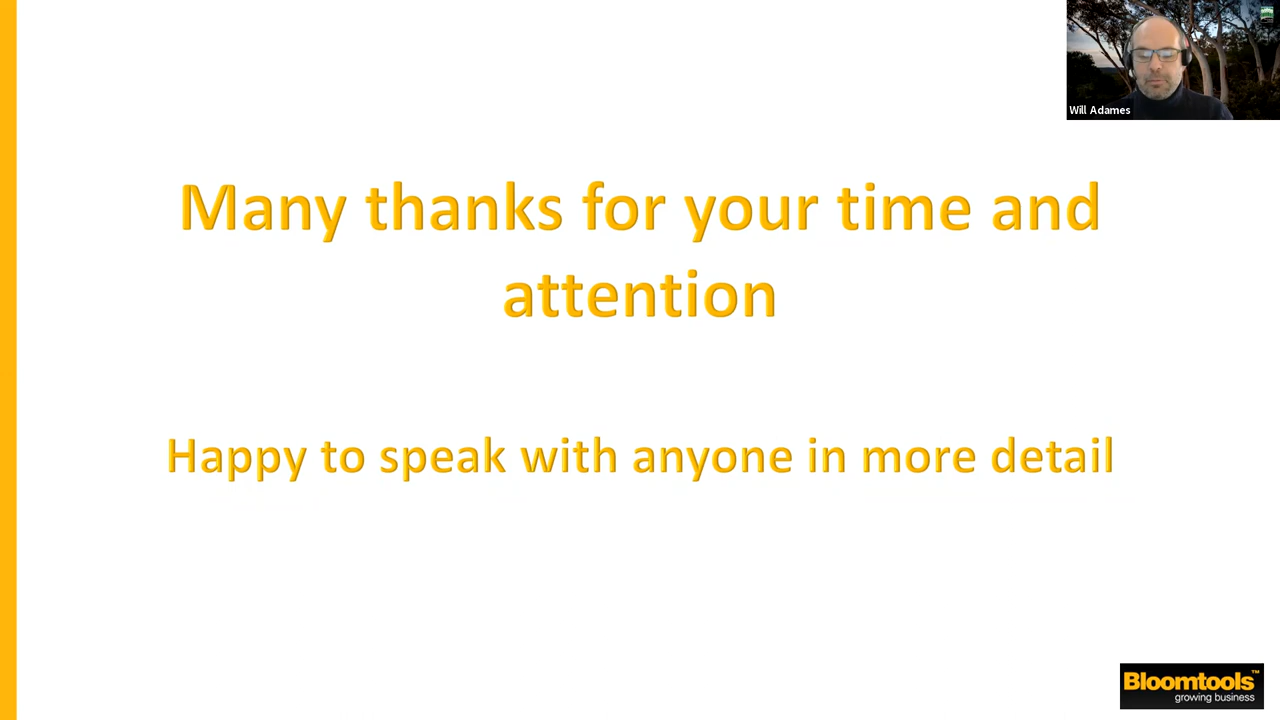 Will Adames
Many thanks for your time and
attention
Happy to speak with anyone in more detail
Bloomtools™
growing business